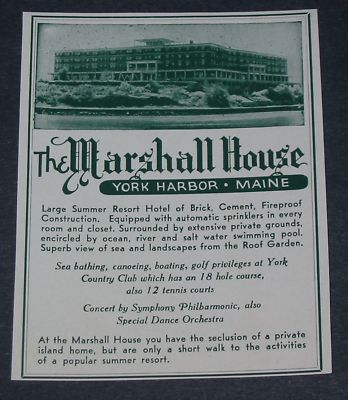 The Marshall House
YORK HARBOR • MAINE
Large Summer Resort Hotel of Brick, Cement, Fireproof
Construction. Equipped with automatic sprinklers in every
room and closet. Surrounded by extensive private grounds,
encircled by ocean, river and salt water swimming pool.
Superb view of sea and landscapes from the Roof Garden.
Sea bathing, canoeing, boating, golf privileges at York
Country Club which has an 18 hole course,
also 12 tennis courts
Concert by Symphony Philharmonic, also
Special Dance Orchestra
At the Marshall House you have the seclusion of a private
island home, but are only a short walk to the activities
of a popular summer resort.